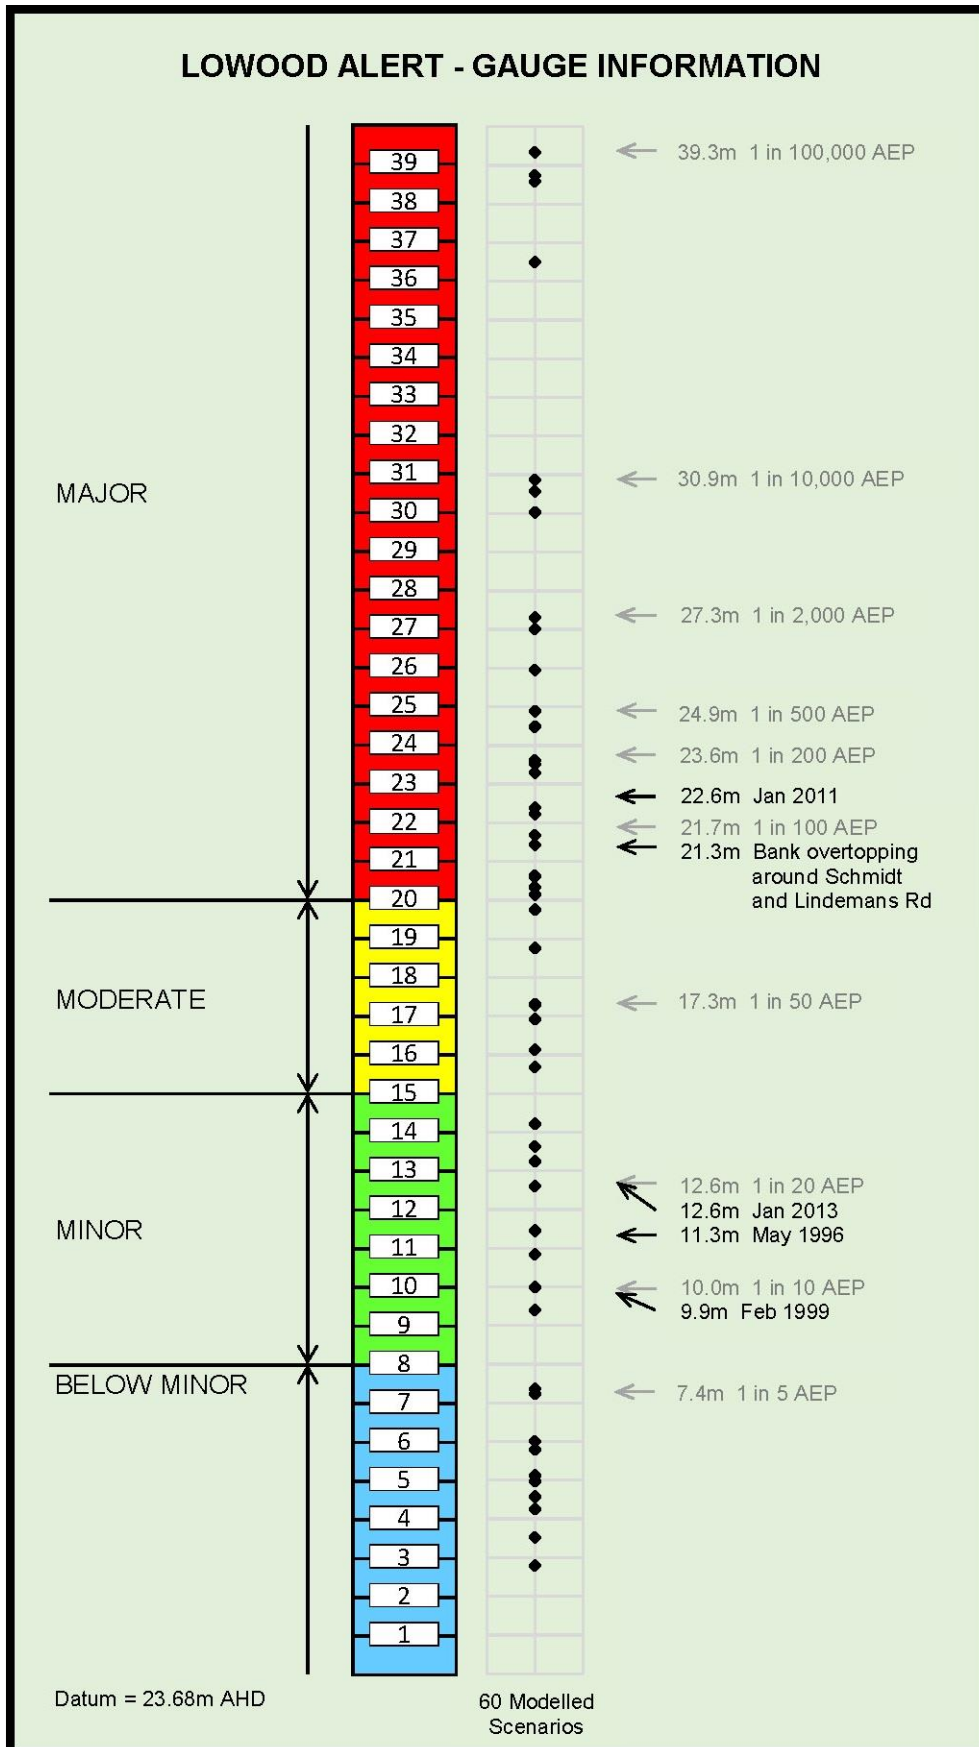 LOWOOD ALERT - GAUGE INFORMATION
39
39.3m 1 in 100,000 AEP
38
37
36
35
34
33
32
31
30.9m 1 in 10,000 AEP
MAJOR
30
29
28
27.3m 1 in 2,000 AEP
27
26
25
24.9m 1 in 500 AEP
24
23.6m 1 in 200 AEP
23
22.6m Jan 2011
22
21.7m 1 in 100 AEP
21.3m Bank overtopping
around Schmidt
and Lindemans Rd
21
20
19
18
MODERATE
17.3m 1 in 50 AEP
17
16
15
14
13
12.6m 1 in 20 AEP
12.6m Jan 2013
12
MINOR
11.3m May 1996
11
10
10.0m 1 in 10 AEP
9.9m Feb 1999
9
8
BELOW MINOR
7.4m 1 in 5 AEP
7
6
5
4
3
2
1
Datum = 23.68m AHD
60 Modelled
Scenarios